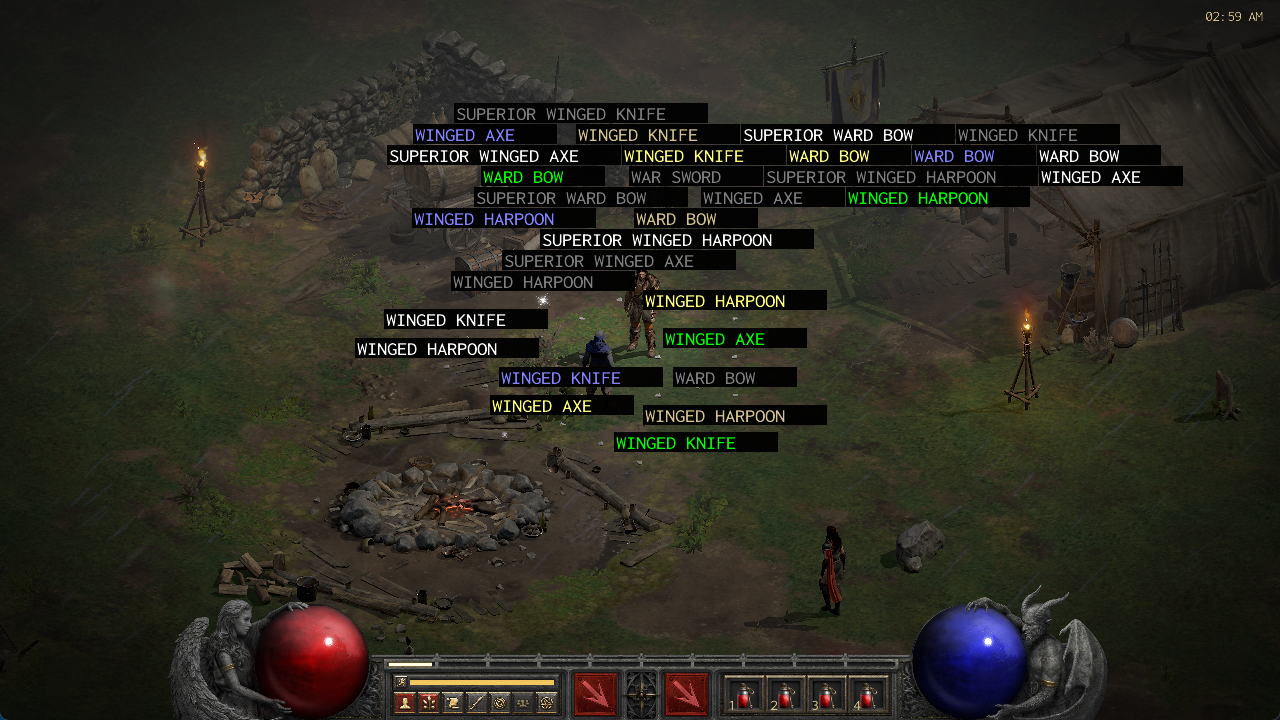 02:59 AM
SUPERIOR WINGED KNIFE
WINGED AXE WINGED KNIFE SUPERIOR WARD BOW WINGED KNIFE
SUPERIOR WINGED AXE WINGED KNIFE WARD BOW WARD BOW WARD BOW
WARD BOW WAR SWORD SUPERIOR WINGED HARPOON WINGED AXE
SUPERIOR WARD BOW WINGED AXE WINGED HARPOON
WINGED HARPOON WARD BOW
SUPERIOR WINGED HARPOON
SUPERIOR WINGED AXE
WINGED HARPOON
WINGED HARPOON
WINGED KNIFE
WINGED AXE
WINGED HARPOON
WINGED KNIFE WARD BOW
WINGED AXE
WINGED HARPOON
WINGED KNIFE
1 2 3 4